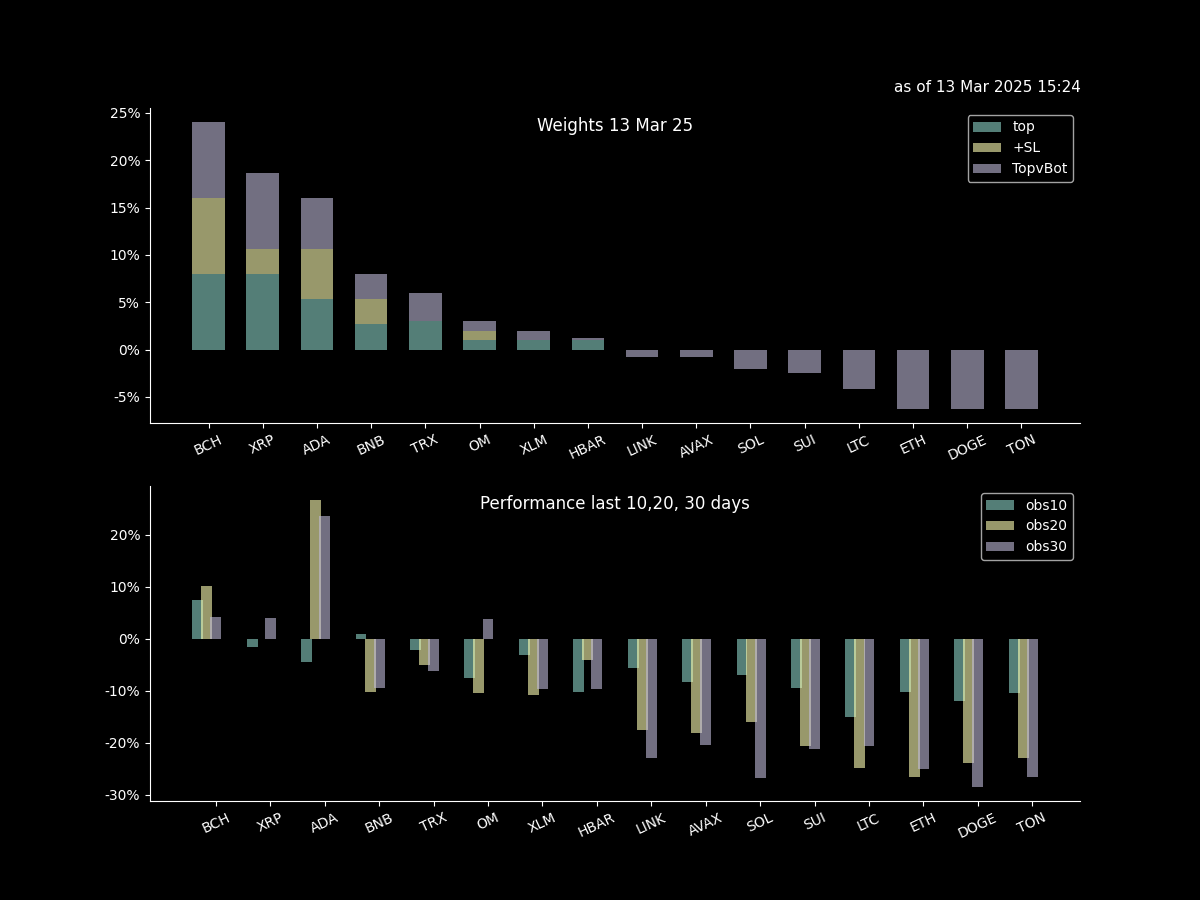 as of 13 Mar 2025 15:24
Weights 13 Mar 25
top
+SL
TopvBot
25%
20%
15%
10%
5%
0%
-5%
BCH XRP ADA BNB TRX OM XLM HBAR LINK AVAX SOL SUI LTC ETH DOGE TON
Performance last 10,20, 30 days
obs10
obs20
obs30
20%
10%
0%
-10%
-20%
-30%
BCH XRP ADA BNB TRX OM XLM HBAR LINK AVAX SOL SUI LTC ETH DOGE TON